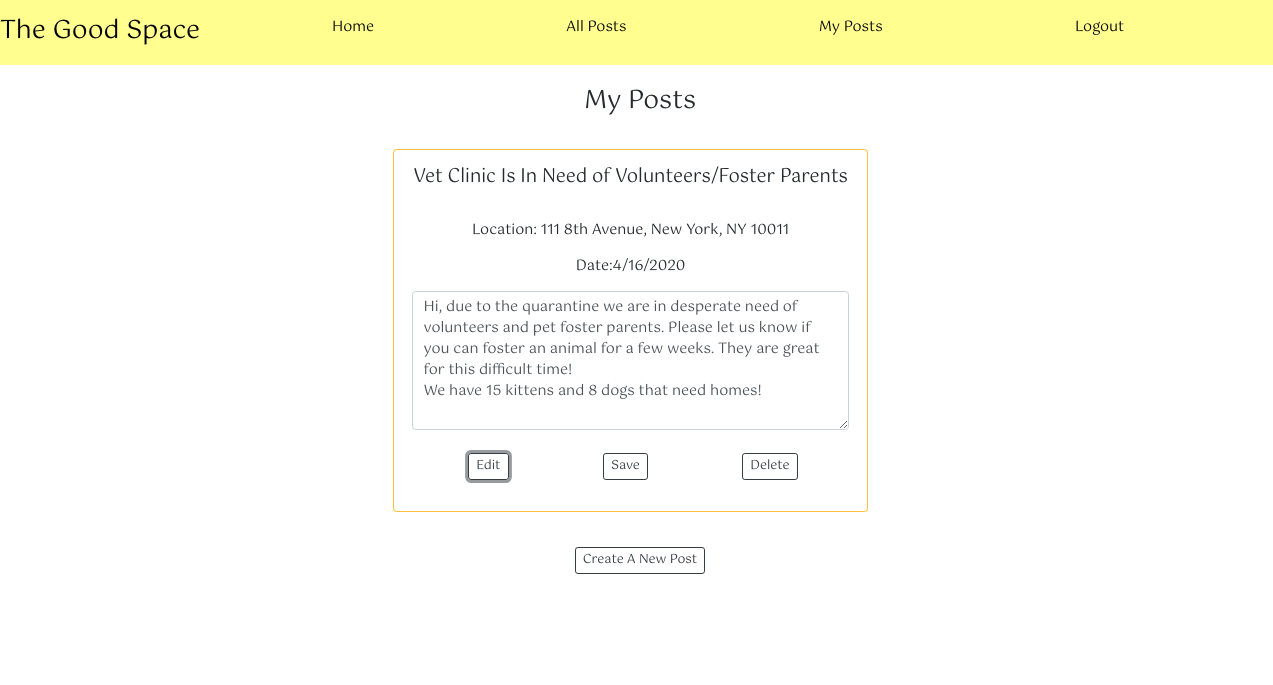 The Good Space Home All Posts My Posts Logout
My Posts
Vet Clinic Is In Need of Volunteers/Foster Parents
Location: 111 8th Avenue, New York, NY 10011
Date:4/16/2020
Hi, due to the quarantine we are in desperate need of
volunteers and pet foster parents. Please let us know if
you can foster an animal for a few weeks. They are great
for this difficult time!
We have 15 kittens and 8 dogs that need homes!
Edit Save Delete
Create A New Post